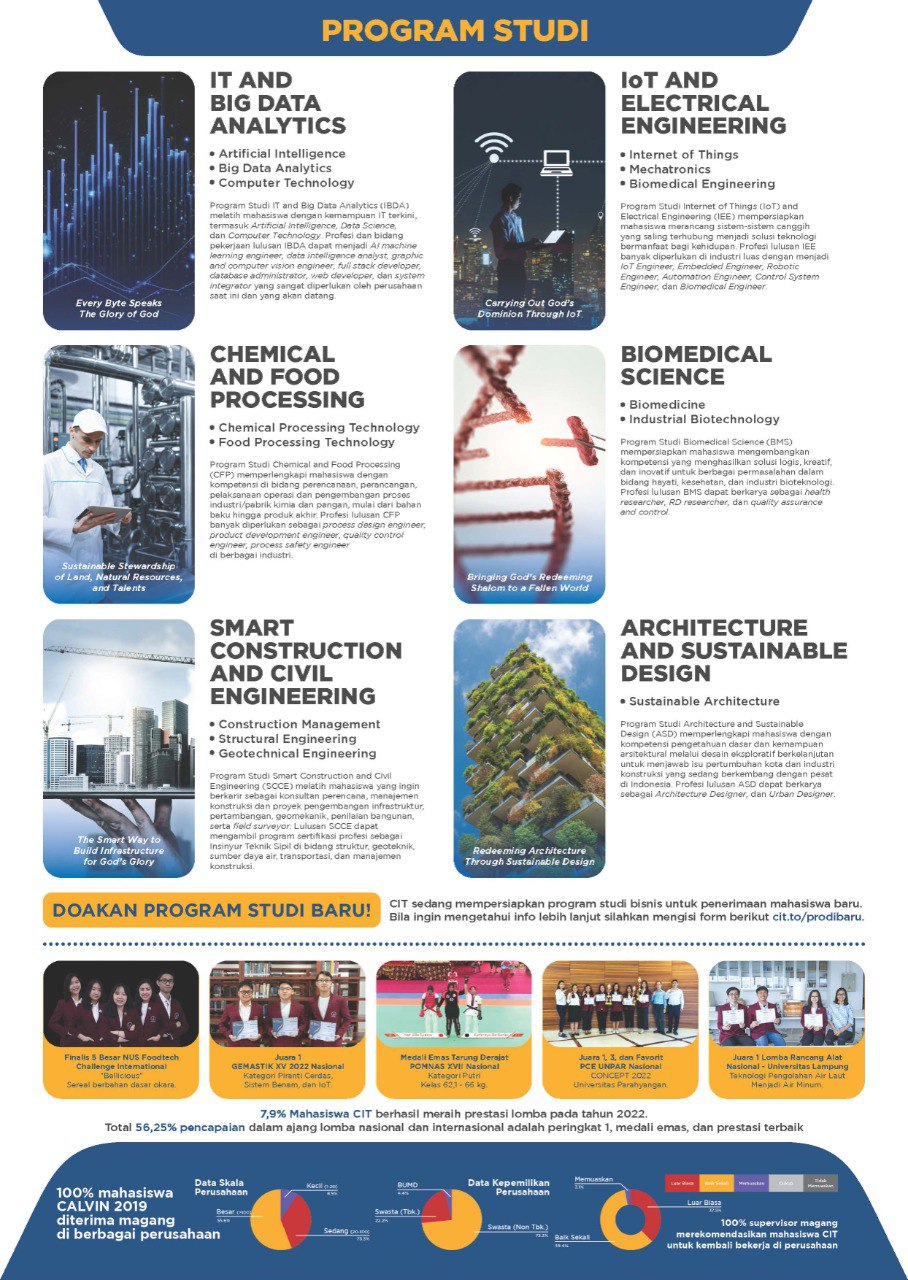 PROGRAM STUDI
Every Byte Speaks
The Glory of God
IT AND
BIG DATA
ANALYTICS
• Artificial Intelligence
• Big Data Analytics
• Computer Technology
Program Studi IT and Big Data Analytics (IBDA)
melatih mahasiswa dengan kemampuan IT terkini,
termasuk Artificial Intelligence, Data Science,
dan Computer Technology. Profesi dan bidang
pekerjaan lulusan IBDA dapat menjadi AI machine
learning engineer, data intelligence analyst, graphic
and computer vision engineer, full stack developer,
database administrator, web developer, dan system
integrator yang sangat diperlukan oleh perusahaan
saat ini dan yang akan datang.
Carrying Out God's
Dominion Through IoT
IoT AND
ELECTRICAL
ENGINEERING
• Internet of Things
• Mechatronics
• Biomedical Engineering
Program Studi Internet of Things (IoT) and
Electrical Engineering (IEE) mempersiapkan
mahasiswa merancang sistem-sistem canggih
yang saling terhubung menjadi solusi teknologi
bermanfaat bagi kehidupan. Profesi lulusan IEE
banyak diperlukan di industri luas dengan menjadi
IoT Engineer, Embedded Engineer, Robotic
Engineer, Automation Engineer, Control System
Engineer, dan Biomedical Engineer.
Sustainable Stewardship
of Land, Natural Resources,
and Talents
CHEMICAL
AND FOOD
PROCESSING
• Chemical Processing Technology
• Food Processing Technology
Program Studi Chemical and Food Processing
(CFP) memperlengkapi mahasiswa dengan
kompetensi di bidang perencanaan, perancangan,
pelaksanaan operasi dan pengembangan proses
industri/pabrik kimia dan pangan, mulai dari bahan
baku hingga produk akhir. Profesi lulusan CFP
banyak diperlukan sebagai process design engineer,
product development engineer, quality control
engineer, process safety engineer
di berbagai industri.
Bringing God's Redeeming
Shalom to a Fallen World
BIOMEDICAL
SCIENCE
• Biomedicine
• Industrial Biotechnology
Program Studi Biomedical Science (BMS)
mempersiapkan mahasiswa mengembangkan
kompetensi yang menghasilkan solusi logis, kreatif,
dan inovatif untuk berbagai permasalahan dalam
bidang hayati, kesehatan, dan industri bioteknologi.
Profesi lulusan BMS dapat berkarya sebagai health
researcher, RD researcher, dan quality assurance
and control.
The Smart Way to
Build Infrastructure
for God's Glory
SMART
CONSTRUCTION
AND CIVIL
ENGINEERING
• Construction Management
• Structural Engineering
• Geotechnical Engineering
Program Studi Smart Construction and Civil
Engineering (SCCE) melatih mahasiswa yang ingin
berkarir sebagai konsultan perencana, manajemen
konstruksi dan proyek pengembangan infrastruktur,
pertambangan, geomekanik, penilaian bangunan,
serta field surveyor. Lulusan SCCE dapat
mengambil program sertifikasi profesi sebagai
Insinyur Teknik Sipil di bidang struktur, geoteknik,
sumber daya air, transportasi, dan manajemen
konstruksi.
Redeeming Architecture
Through Sustainable Design
ARCHITECTURE
AND SUSTAINABLE
DESIGN
• Sustainable Architecture
Program Studi Architecture and Sustainable
Design (ASD) memperlengkapi mahasiswa dengan
kompetensi pengetahuan dasar dan kemampuan
arsitektural melalui desain eksploratif berkelanjutan
untuk menjawab isu pertumbuhan kota dan industri
konstruksi yang sedang berkembang dengan pesat
di Indonesia. Profesi lulusan ASD dapat berkarya
sebagai Architecture Designer, dan Urban Designer.
DOAKAN PROGRAM STUDI BARU!
CIT sedang mempersiapkan program studi bisnis untuk penerimaan mahasiswa baru.
Bila ingin mengetahui info lebih lanjut silahkan mengisi form berikut cit.to/prodibaru.
Finalis 5 Besar NUS Foodtech
Challenge International
"Bellicious"
Sereal berbahan dasar okara.
Juara 1
GEMASTIK XV 2022 Nasional
Kategori Piranti Cerdas,
Sistem Benam, dan IoT.
Medali Emas Tarung Derajat
POMNAS XVII Nasional
Kategori Putri
Kelas 62,1 - 66 kg.
Juara 1, 3, dan Favorit
PCE UNPAR Nasional
CONCEPT 2022
Universitas Parahyangan.
Juara 1 Lomba Rancang Alat
Nasional - Universitas Lampung
Teknologi Pengolahan Air Laut
Menjadi Air Minum.
7,9% Mahasiswa CIT berhasil meraih prestasi lomba pada tahun 2022.
Total 56,25% pencapaian dalam ajang lomba nasional dan internasional adalah peringkat 1, medali emas, dan prestasi terbaik
100% mahasiswa
CALVIN 2019
diterima magang
di berbagai perusahaan
Data Skala
Perusahaan
Kecil (1-20)
Besar
Sedang
Data Kepemilikan
Perusahaan
BUMD
4.4%
Swasta (Tbk.)
22.2%
Swasta (Non Tbk.)
Memuaskan
Luar Biasa
Baik Sekali
Luar Biasa
Baik Sekali
Memuaskan
Cukup
Tidak
Memuaskan
100% supervisor magang
merekomendasikan mahasiswa CIT
untuk kembali bekerja di perusahaan